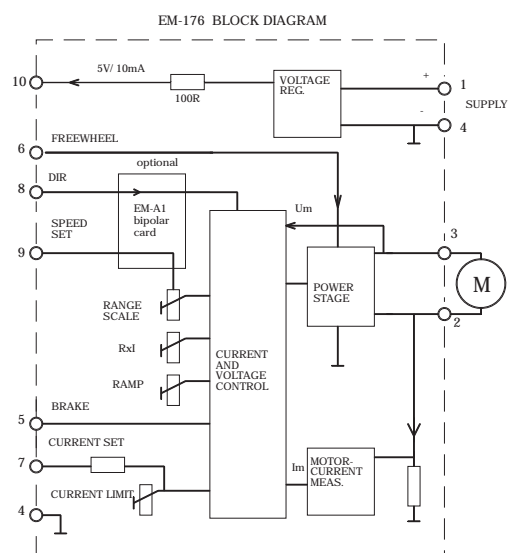 EM-176 BLOCK DIAGRAM
10
5V/ 10mA
100R
VOLTAGE
REG.
+
1
SUPPLY
-
4
6
FREEWHEEL
optional
8
DIR
EM-A1
bipolar
card
Um
SPEED
SET
9
3
M
2
POWER
STAGE
RANGE
SCALE
RxI
RAMP
CURRENT
AND
VOLTAGE
CONTROL
5
BRAKE
CURRENT SET
7
CURRENT LIMIT
Im
MOTOR-
CURRENT
MEAS.
4